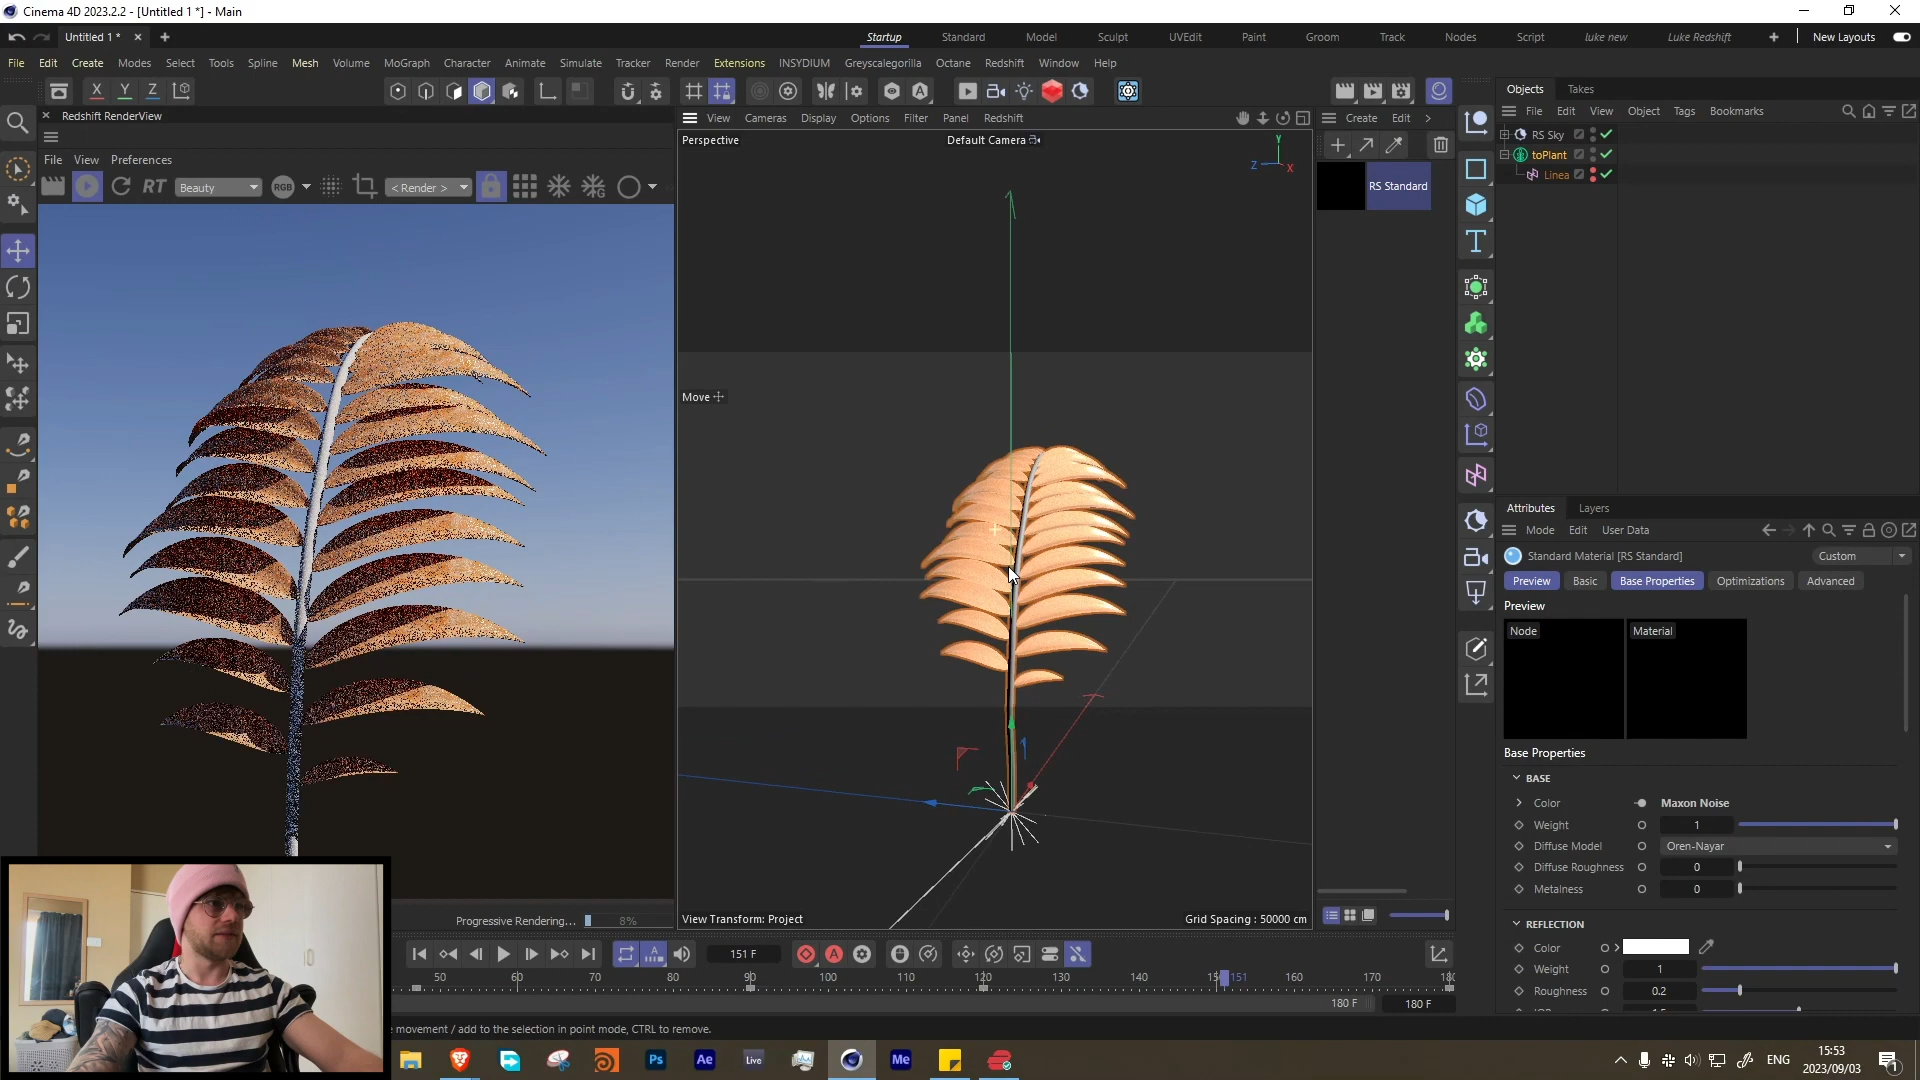 Cinema 4D 2023.2.2 - [Untitled 1 *] - Main
Untitled 1 *
Startup Standard Model Sculpt UVEdit Paint Groom Track Nodes Script luke new Luke Redshift New Layouts
File Edit Create Modes Select Tools Spline Mesh Volume MoGraph Character Animate Simulate Tracker Render Extensions INSYDIUM Greyscalegorilla Octane Redshift Window Help
X Y Z
Redshift RenderView
File View Preferences
RT Beauty RGB < Render >
View Cameras Display Options Filter Panel Redshift
Perspective Default Camera
Y
Z X
Move
View Transform: Project Grid Spacing : 50000 cm
Create Edit
RS Standard
Objects Takes
File Edit View Object Tags Bookmarks
RS Sky
toPlant
Linea
Attributes Layers
Mode Edit User Data
Standard Material [RS Standard] Custom
Preview Basic Base Properties Optimizations Advanced
Preview
Node Material
Base Properties
BASE
Color Maxon Noise
Weight 1
Diffuse Model Oren-Nayar
Diffuse Roughness 0
Metalness 0
REFLECTION
Color
Weight 1
Roughness 0.2
Progressive Rendering... 8%
151 F
50 60 70 80 90 100 110 120 130 140 151 160 170
180 F 180 F
movement / add to the selection in point mode, CTRL to remove.
Ps Ae Live Me
ENG 15:53
2023/09/03
1